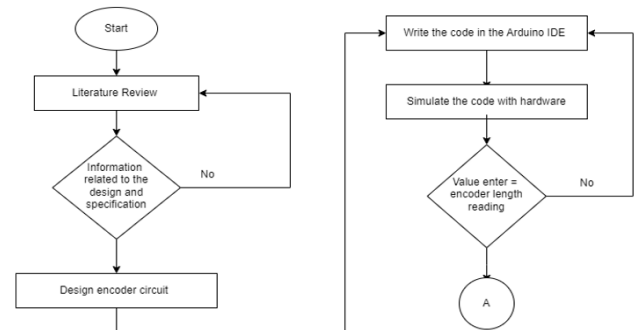 Start
Literature Review
Information
related to the
design and
specification
No
Design encoder circuit
Write the code in the Arduino IDE
Simulate the code with hardware
Value enter =
encoder length
reading
No
A